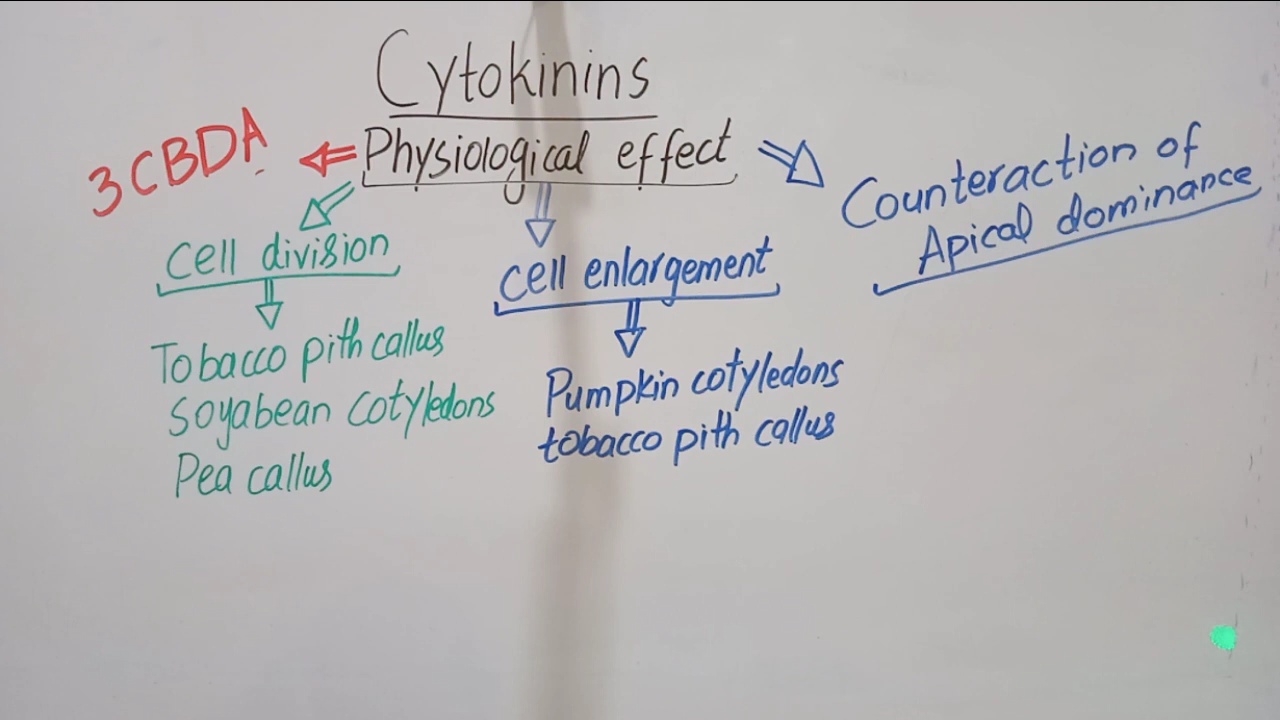 Cytokinins
3CBDA
Physiological effect
Counteraction of
Apical dominance
Cell division
Cell enlargement
Tobacco pith callus
Soyabean cotyledons
Pea callus
Pumpkin cotyledons
tobacco pith callus